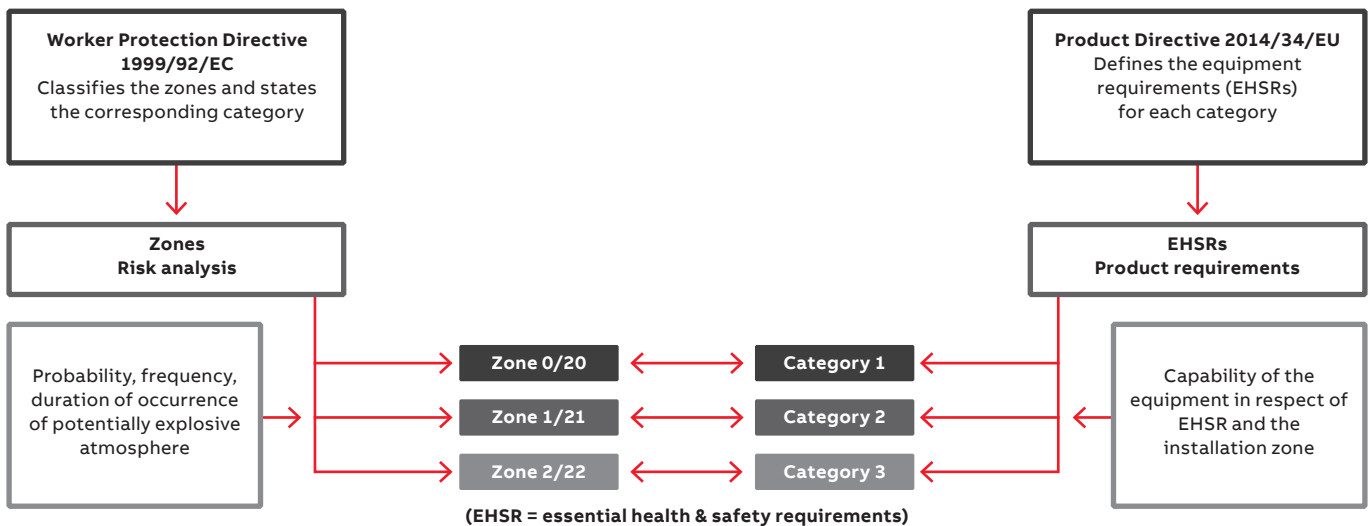 Worker Protection Directive
1999/92/EC
Classifies the zones and states
the corresponding category
Product Directive 2014/34/EU
Defines the equipment
requirements (EHSRs)
for each category
Zones
Risk analysis
EHSRs
Product requirements
Probability, frequency,
duration of occurrence
of potentially explosive
atmosphere
Zone 0/20
Category 1
Zone 1/21
Category 2
Zone 2/22
Category 3
Capability of the
equipment in respect of
EHSR and the
installation zone
(EHSR = essential health & safety requirements)